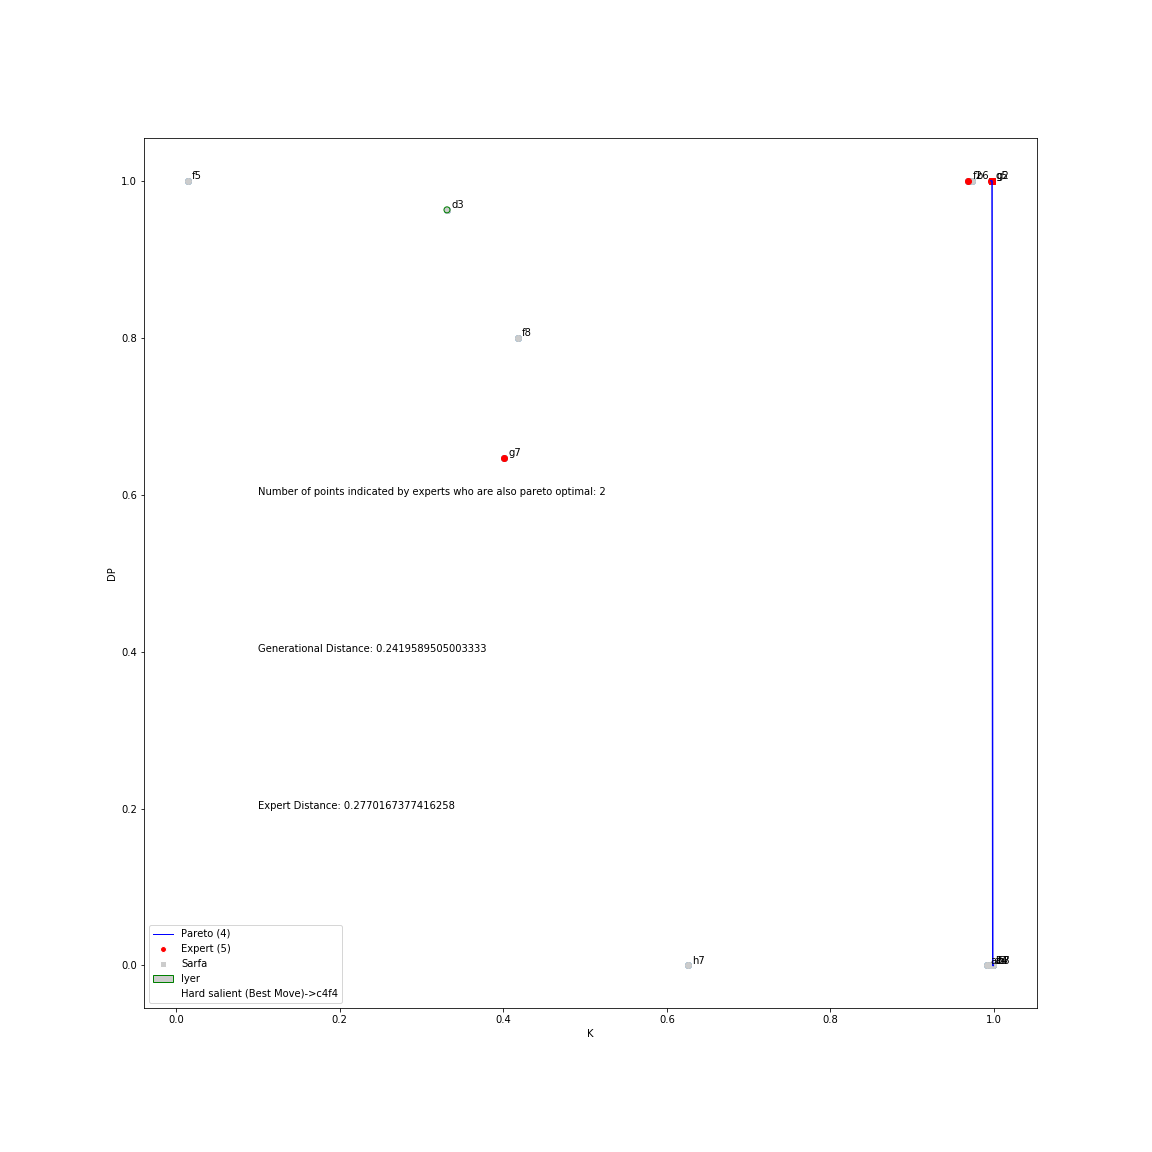 1.0
f5
g2
d3
0.8
f8
g7
0.6
Number of points indicated by experts who are also pareto optimal: 2
DP
0.4
Generational Distance: 0.2419589505003333
0.2
Expert Distance: 0.2770167377416258
Pareto (4)
Expert (5)
Sarfa
Iyer
Hard salient (Best Move)->c4f4
0.0
h7
0.0
0.2
0.4
0.6
0.8
1.0
K